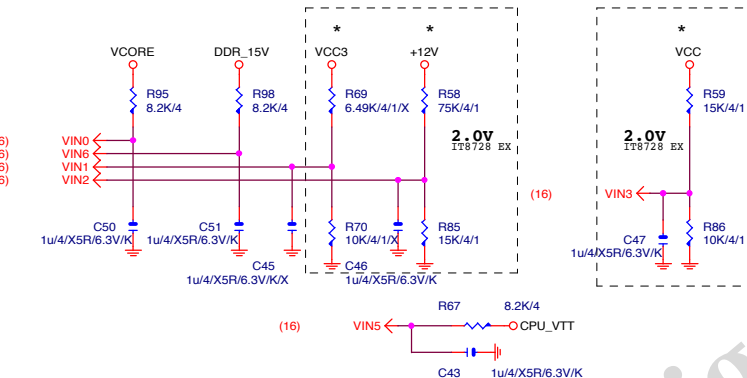 *
*
*
VCORE
DDR_15V
VCC3
+12V
VCC
R95
8.2K/4
R98
8.2K/4
R69
6.49K/4/1/X
R58
75K/4/1
R59
15K/4/1
2.0V
IT8728 EX
2.0V
IT8728 EX
VIN0
VIN6
VIN1
VIN2
(16)
VIN3
C50
1u/4/X5R/6.3V/K
C51
1u/4/X5R/6.3V/K
C45
1u/4/X5R/6.3V/K/X
R70
10K/4/1/X
C46
1u/4/X5R/6.3V/K
R85
15K/4/1
C47
1u/4/X5R/6.3V/K
R86
10K/4/1
R67
8.2K/4
(16)
VIN5
CPU_VTT
C43
1u/4/X5R/6.3V/K